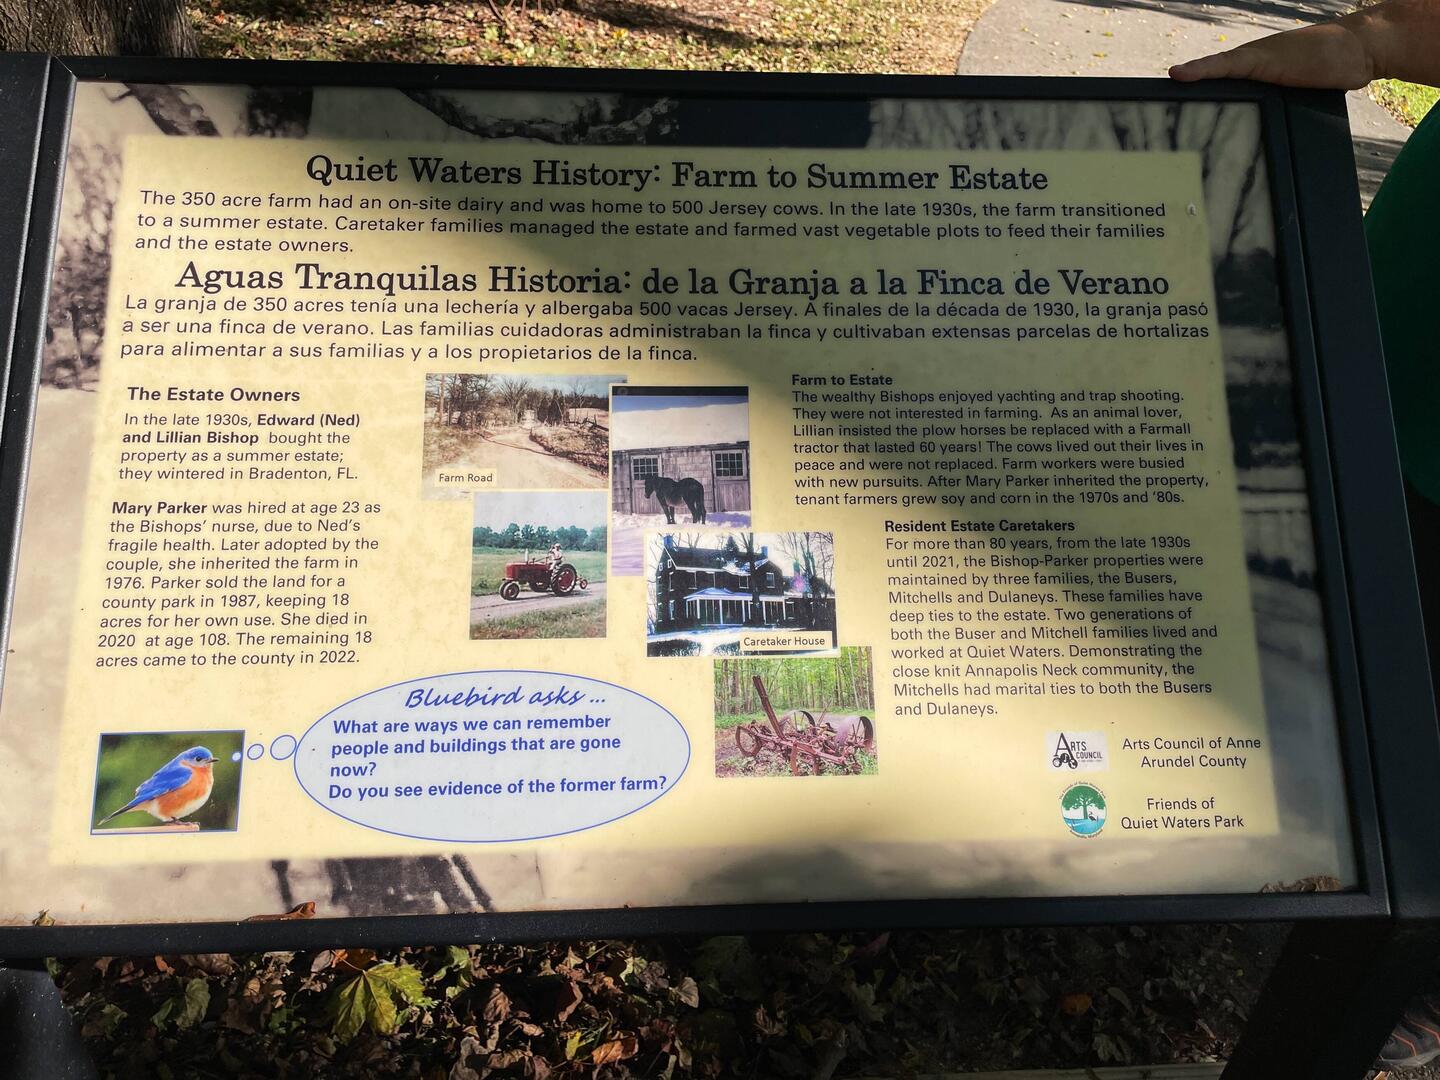 Quiet Waters History: Farm to Summer Estate
The 350 acre farm had an on-site dairy and was home to 500 Jersey cows. In the late 1930s, the farm transitioned
to a summer estate. Caretaker families managed the estate and farmed vast vegetable plots to feed their families
and the estate owners.
Aguas Tranquilas Historia: de la Granja a la Finca de Verano
La granja de 350 acres tenía una lechería y albergaba 500 vacas Jersey. A finales de la década de 1930, la granja pasó
a ser una finca de verano. Las familias cuidadoras administraban la finca y cultivaban extensas parcelas de hortalizas
para alimentar a sus familias y a los propietarios de la finca.
The Estate Owners
In the late 1930s, Edward (Ned)
and Lillian Bishop bought the
property as a summer estate;
they wintered in Bradenton, FL.
Mary Parker was hired at age 23 as
the Bishops' nurse, due to Ned's
fragile health. Later adopted by the
couple, she inherited the farm in
1976. Parker sold the land for a
county park in 1987, keeping 18
acres for her own use. She died in
2020 at age 108. The remaining 18
acres came to the county in 2022.
Farm Road
Caretaker House
Farm to Estate
The wealthy Bishops enjoyed yachting and trap shooting.
They were not interested in farming. As an animal lover,
Lillian insisted the plow horses be replaced with a Farmall
tractor that lasted 60 years! The cows lived out their lives in
peace and were not replaced. Farm workers were busied
with new pursuits. After Mary Parker inherited the property,
tenant farmers grew soy and corn in the 1970s and '80s.
Resident Estate Caretakers
For more than 80 years, from the late 1930s
until 2021, the Bishop-Parker properties were
maintained by three families, the Busers,
Mitchells and Dulaneys. These families have
deep ties to the estate. Two generations of
both the Buser and Mitchell families lived and
worked at Quiet Waters. Demonstrating the
close knit Annapolis Neck community, the
Mitchells had marital ties to both the Busers
and Dulaneys.
Bluebird asks ...
What are ways we can remember
people and buildings that are gone
now?
Do you see evidence of the former farm?
ARTS
COUNCIL
Arts Council of Anne
Arundel County
Friends of
Quiet Waters Park